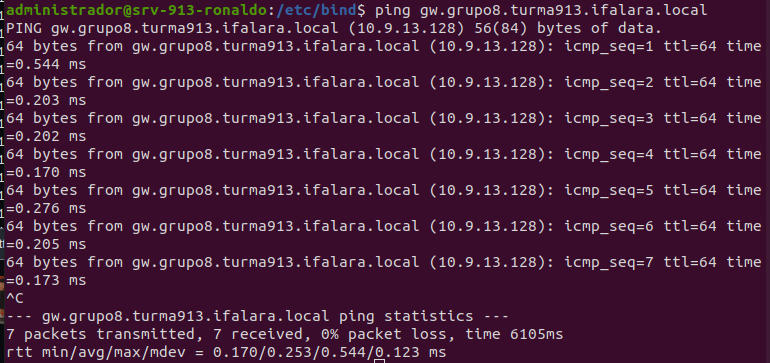 administrador@srv-913-ronaldo:/etc/bind$ ping gw.grupo8.turma913.ifalara.local
PING gw.grupo8.turma913.ifalara.local (10.9.13.128) 56(84) bytes of data.
64 bytes from gw.grupo8.turma913.ifalara.local (10.9.13.128): icmp_seq=1 ttl=64 time
=0.544 ms
64 bytes from gw.grupo8.turma913.ifalara.local (10.9.13.128): icmp_seq=2 ttl=64 time
=0.203 ms
64 bytes from gw.grupo8.turma913.ifalara.local (10.9.13.128): icmp_seq=3 ttl=64 time
=0.202 ms
64 bytes from gw.grupo8.turma913.ifalara.local (10.9.13.128): icmp_seq=4 ttl=64 time
=0.170 ms
64 bytes from gw.grupo8.turma913.ifalara.local (10.9.13.128): icmp_seq=5 ttl=64 time
=0.276 ms
64 bytes from gw.grupo8.turma913.ifalara.local (10.9.13.128): icmp_seq=6 ttl=64 time
=0.205 ms
64 bytes from gw.grupo8.turma913.ifalara.local (10.9.13.128): icmp_seq=7 ttl=64 time
=0.173 ms
^C
--- gw.grupo8.turma913.ifalara.local ping statistics ---
7 packets transmitted, 7 received, 0% packet loss, time 6105ms
rtt min/avg/max/mdev = 0.170/0.253/0.544/0.123 ms